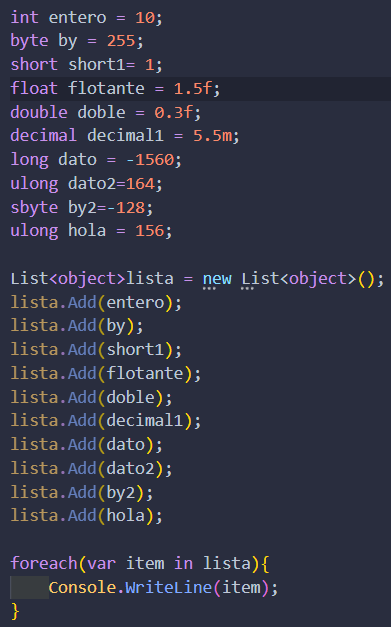 int entero = 10;
byte by = 255;
short short1= 1;
float flotante = 1.5f;
double doble = 0.3f;
decimal decimal1 = 5.5m;
long dato = -1560;
ulong dato2=164;
sbyte by2=-128;
ulong hola = 156;
List<object>lista = new List<object>();
lista.Add(entero);
lista.Add(by);
lista.Add(short1);
lista.Add(flotante);
lista.Add(doble);
lista.Add(decimal1);
lista.Add(dato);
lista.Add(dato2);
lista.Add(by2);
lista.Add(hola);
foreach(var item in lista){
    Console.WriteLine(item);
}